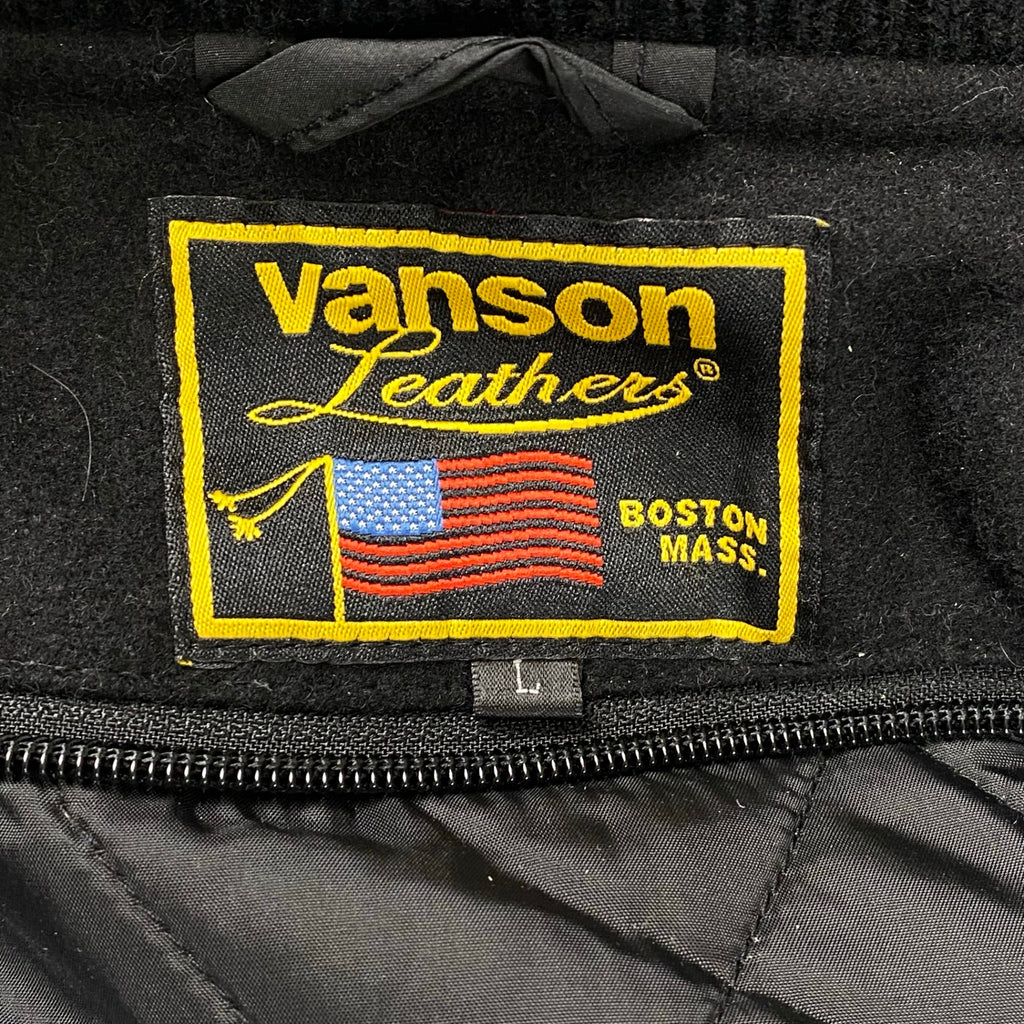 vanson
Leathers®
BOSTON
MASS.
L